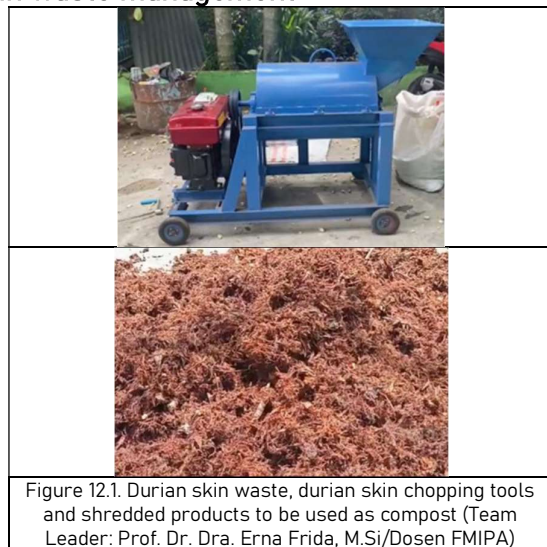 Figure 12.1. Durian skin waste, durian skin chopping tools
and shredded products to be used as compost (Team
Leader: Prof. Dr. Dra. Erna Frida, M.Si/Dosen FMIPA)